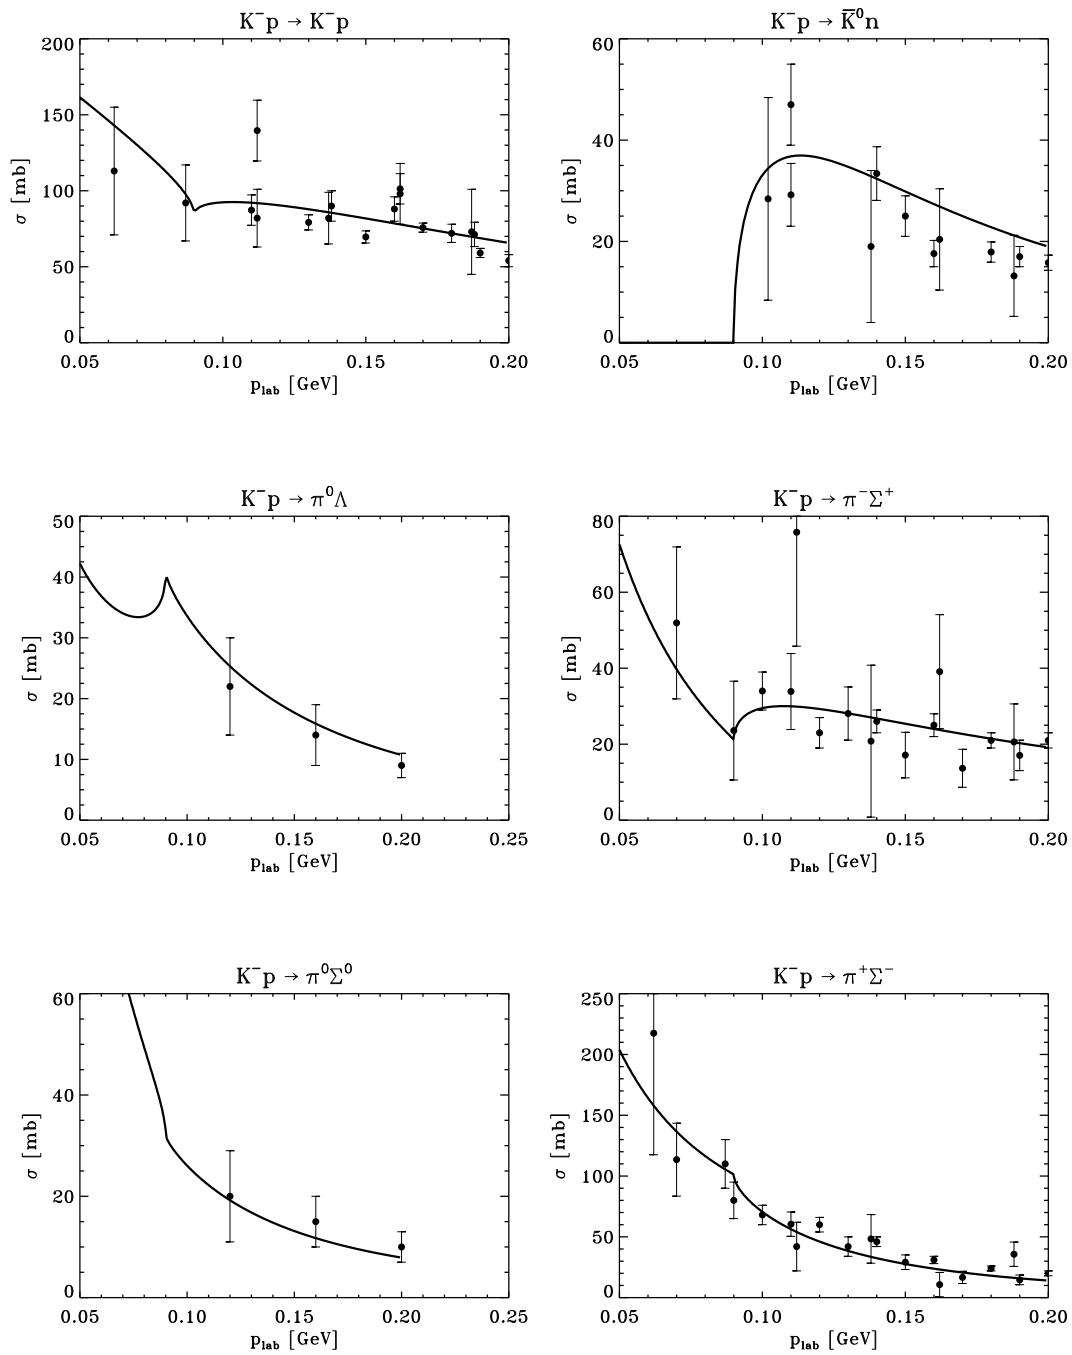 K⁻p → K⁻p
200
150
100
50
0
σ [mb]
0.05 0.10 0.15 0.20
p_lab [GeV]
K⁻p → K̅⁰n
60
40
20
0
σ [mb]
0.05 0.10 0.15 0.20
p_lab [GeV]
K⁻p → π⁰Λ
50
40
30
20
10
0
σ [mb]
0.05 0.10 0.15 0.20 0.25
p_lab [GeV]
K⁻p → π⁻Σ⁺
80
60
40
20
0
σ [mb]
0.05 0.10 0.15 0.20
p_lab [GeV]
K⁻p → π⁰Σ⁰
60
40
20
0
σ [mb]
0.05 0.10 0.15 0.20 0.25
p_lab [GeV]
K⁻p → π⁺Σ⁻
250
200
150
100
50
0
σ [mb]
0.05 0.10 0.15 0.20
p_lab [GeV]